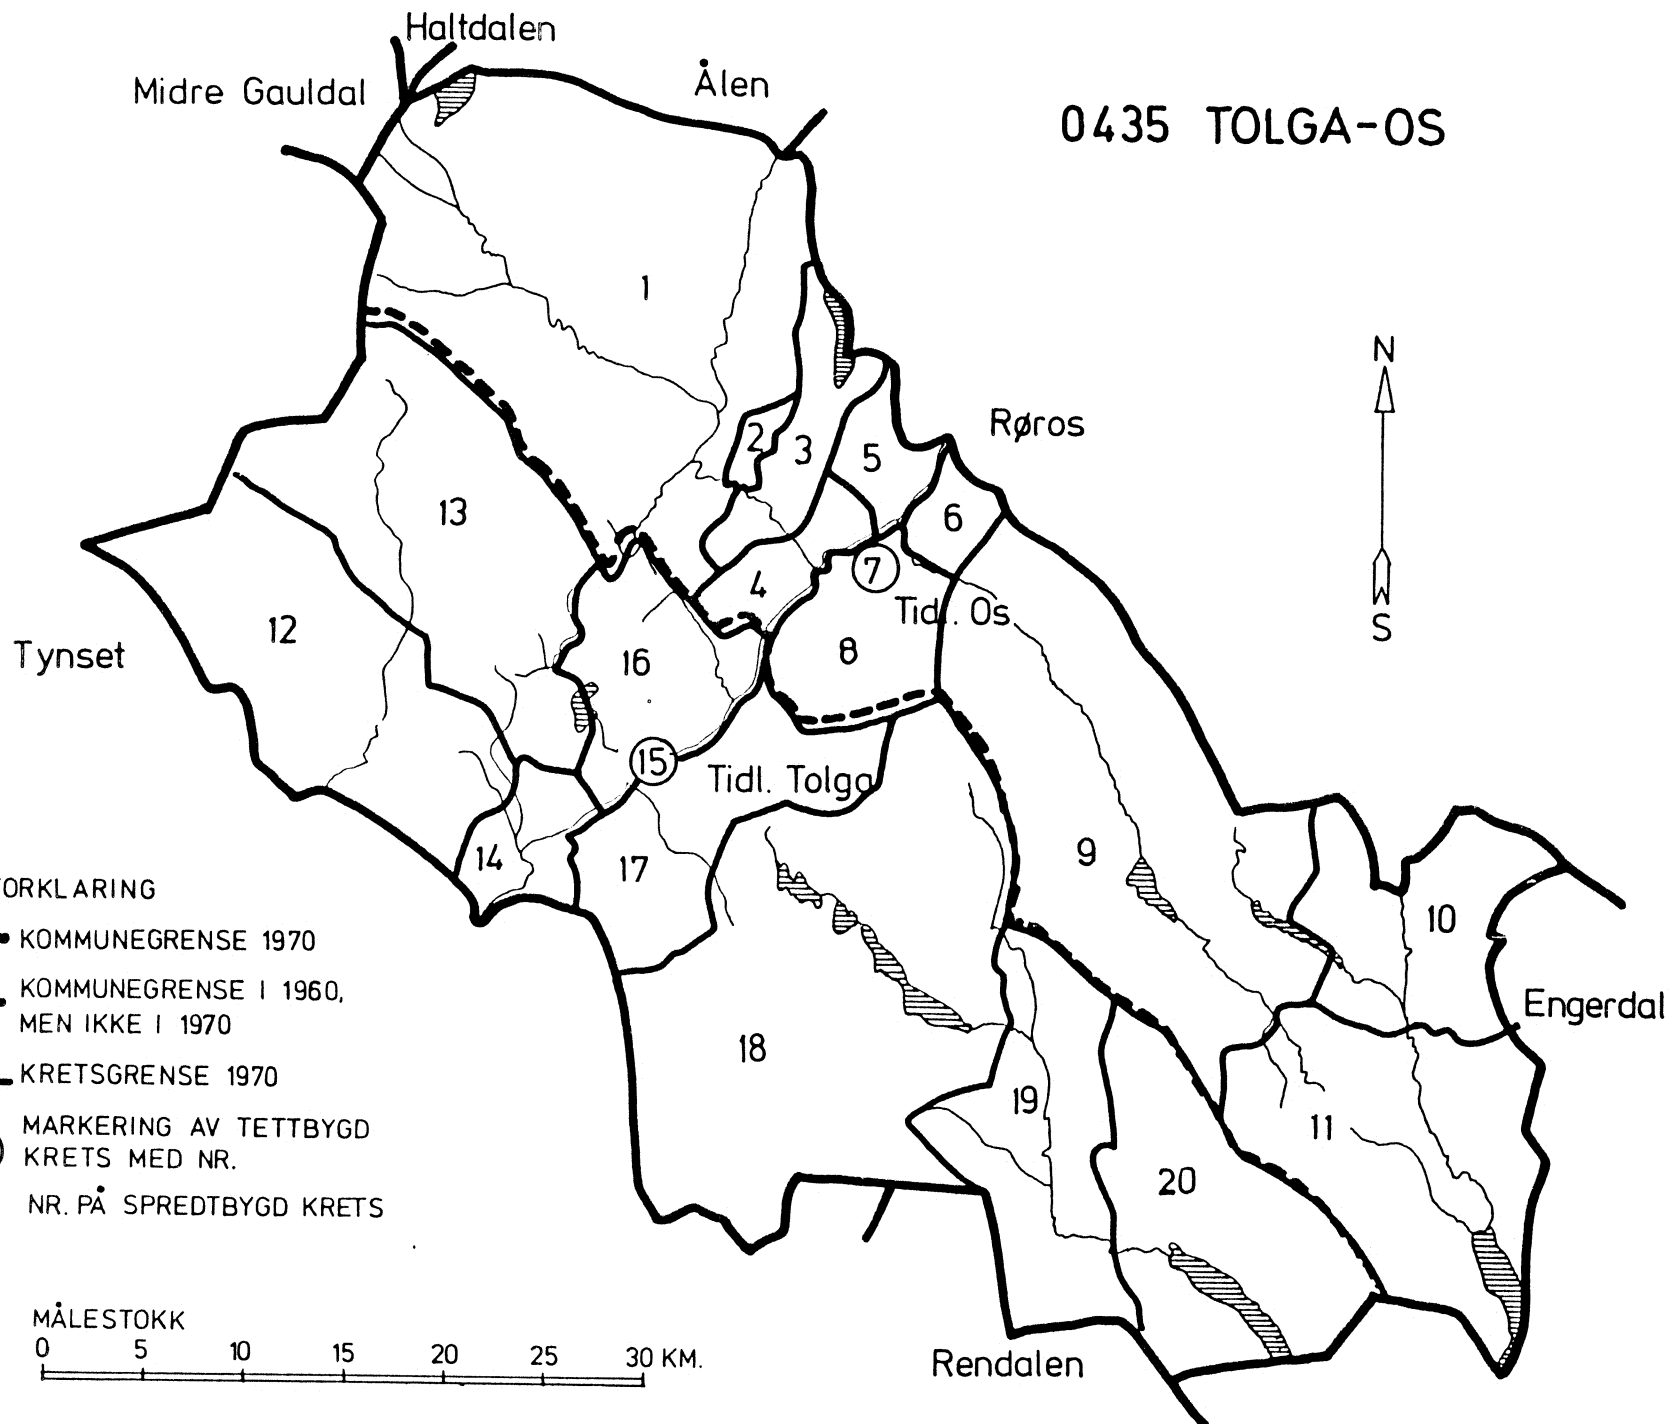 Haltdalen
Midre Gauldal
Ålen
0435 TOLGA-OS
1
N
Røros
2
3
5
13
6
7
4
S
Tidl. Os
12
Tynset
16
8
15
Tidl. Tolga
9
14
17
ORKLARING
10
KOMMUNEGRENSE 1970
KOMMUNEGRENSE I 1960,
MEN IKKE I 1970
Engerdal
18
KRETSGRENSE 1970
19
11
MARKERING AV TETTBYGD
KRETS MED NR.
20
NR. PÅ SPREDTBYGD KRETS
MÅLESTOKK
0 5 10 15 20 25 30 KM.
Rendalen